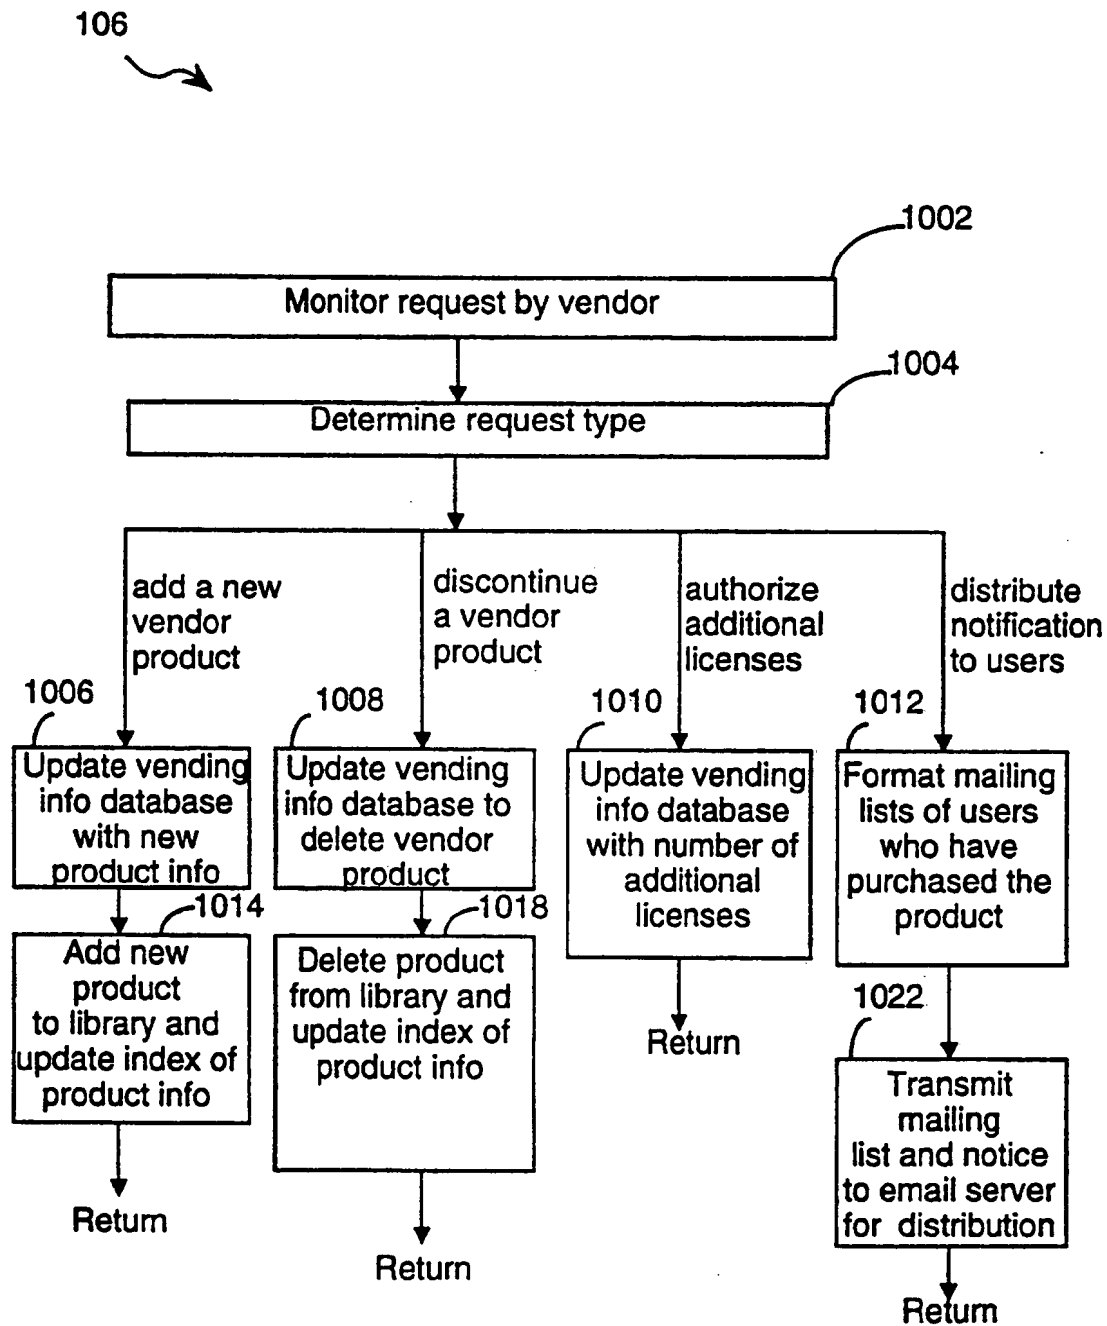 106
1002
Monitor request by vendor
1004
Determine request type
add a new
vendor
product
discontinue
a vendor
product
authorize
additional
licenses
distribute
notification
to users
1006
Update vending
info database
with new
product info
1008
Update vending
info database to
delete vendor
product
1010
Update vending
info database
with number of
additional
licenses
1012
Format mailing
lists of users
who have
purchased the
product
1014
Add new
product
to library and
update index of
product info
Return
1018
Delete product
from library and
update index of
product info
Return
Return
1022
Transmit
mailing
list and notice
to email server
for distribution
Return